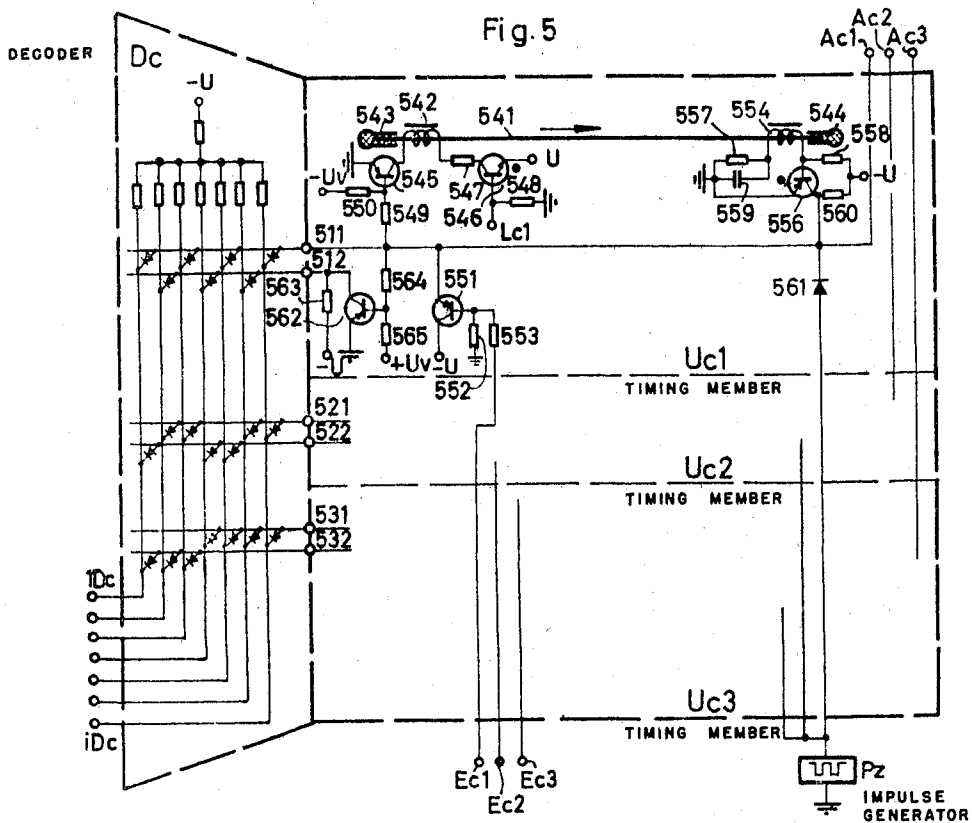 Fig. 5
Ac2
Ac1 Ac3
DECODER
Dc
-U
543 542 541 557 554 544
558
-Uv 545 547 U
550 549 546 548 559 556 560 -U
Lc1
511
512
563 564 551 561
562
565 553
-U +Uv -U
552
Uc1
TIMING MEMBER
521
522
Uc2
TIMING MEMBER
531
532
1Dc
Uc3
TIMING MEMBER
iDc
Ec1 Ec3
Ec2
Pz
IMPULSE
GENERATOR